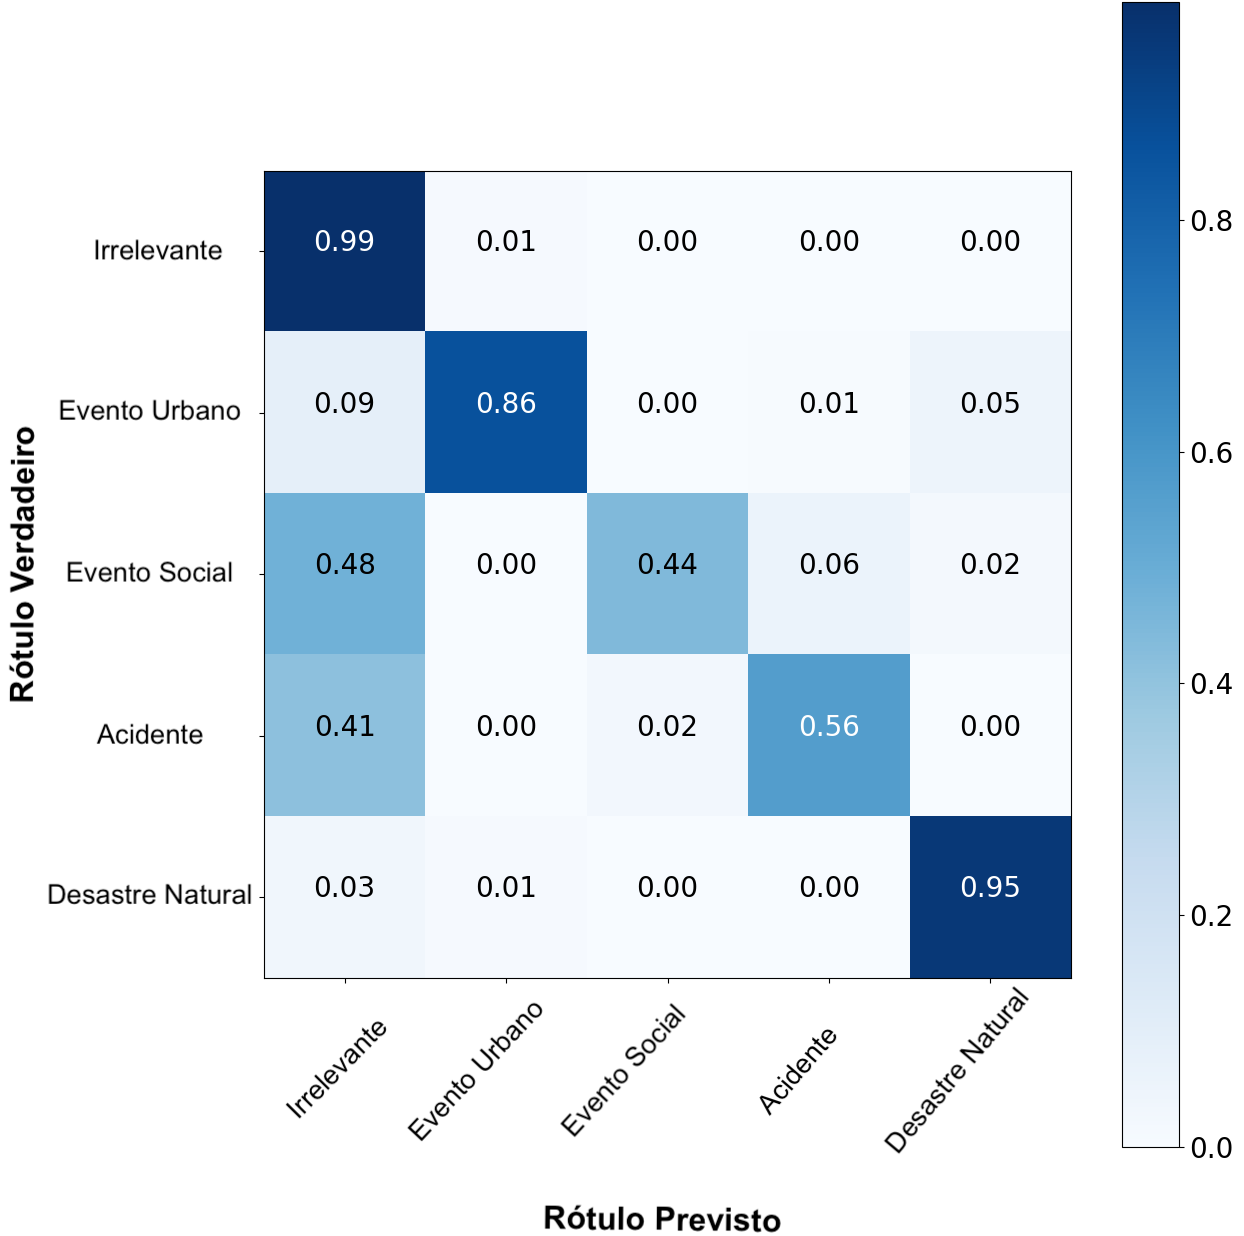 0.8
Irrelevante 0.99 0.01 0.00 0.00 0.00
Evento Urbano 0.09 0.86 0.00 0.01 0.05
0.6
Evento Social 0.48 0.00 0.44 0.06 0.02
0.4
Acidente 0.41 0.00 0.02 0.56 0.00
Desastre Natural 0.03 0.01 0.00 0.00 0.95
0.2
0.0
Rótulo Verdadeiro
Irrelevante
Evento Urbano
Evento Social
Acidente
Desastre Natural
Rótulo Previsto